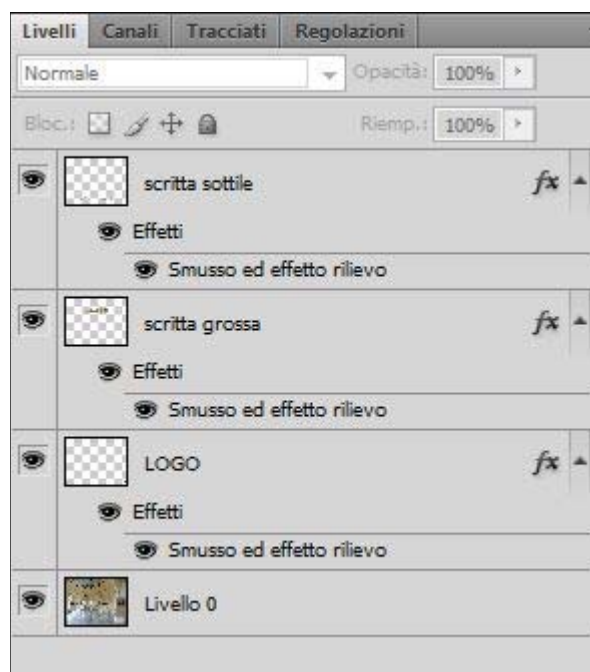 Livelli Canali Tracciati Regolazioni
Normale Opacità: 100%
Bloc.: Riemp.: 100%
scritta sottile fx
Effetti
Smusso ed effetto rilievo
scritta grossa fx
Effetti
Smusso ed effetto rilievo
LOGO fx
Effetti
Smusso ed effetto rilievo
Livello 0